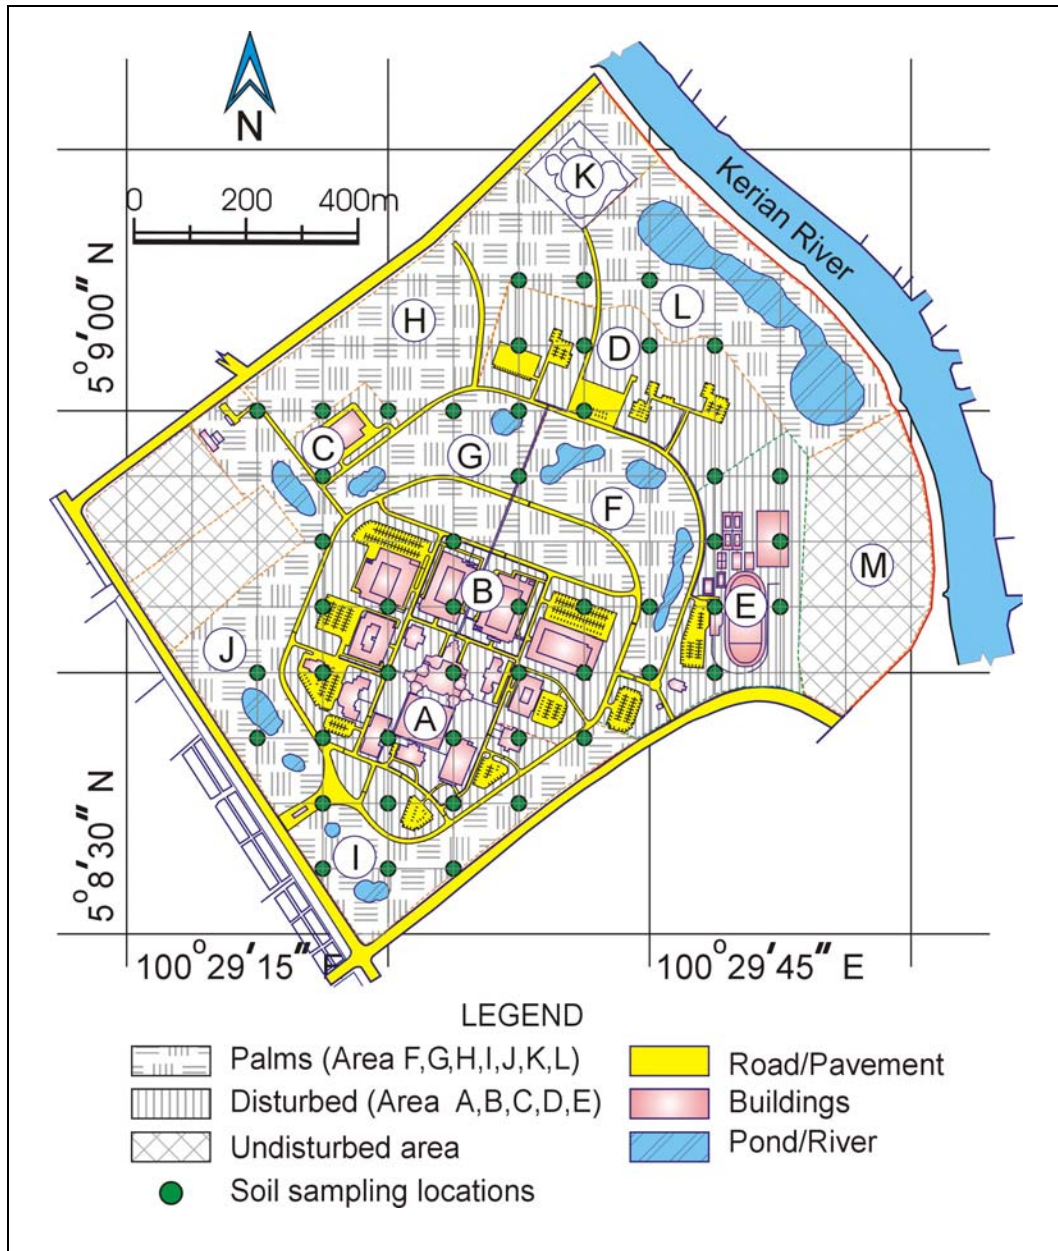 N
0 200 400m
K
Kerian River
5° 9' 00" N
H
L
D
C
G
F
M
B
E
J
A
5° 8' 30" N
I
100° 29' 15" E
100° 29' 45" E
LEGEND
Palms (Area F,G,H,I,J,K,L)
Road/Pavement
Disturbed (Area A,B,C,D,E)
Buildings
Undisturbed area
Pond/River
Soil sampling locations